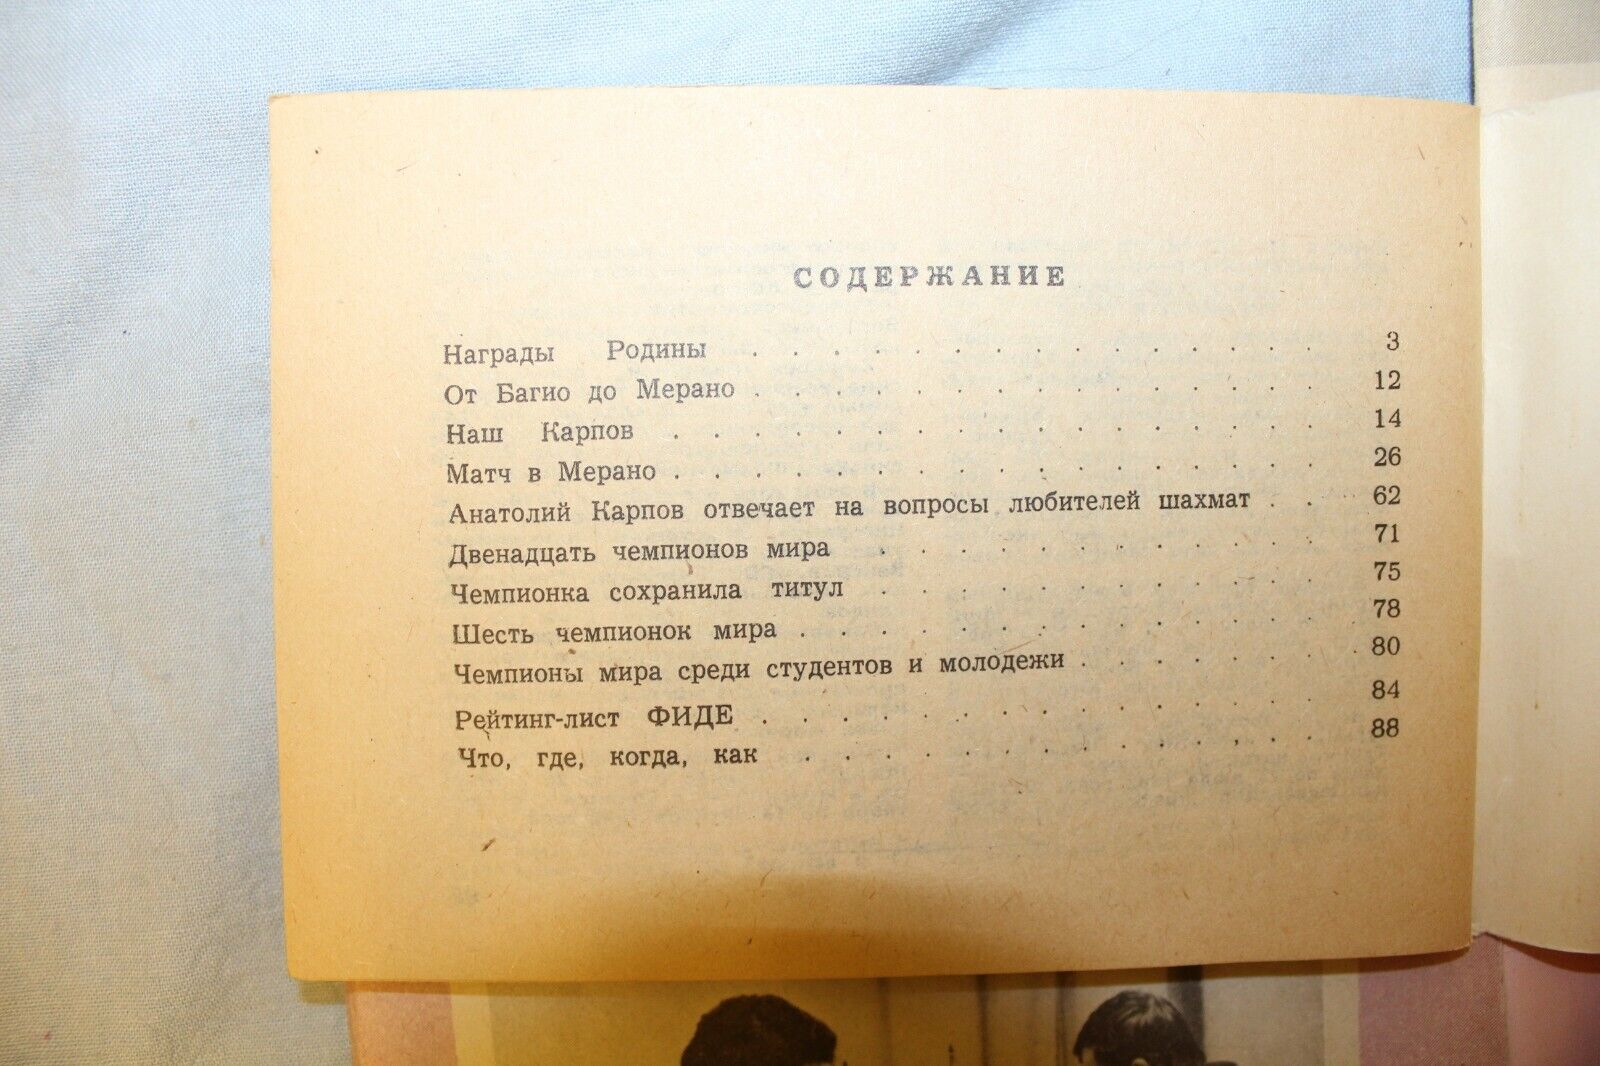 СОДЕРЖАНИЕ
Награды Родины . . . . . . . . . . . . . . . 3
От Багио до Мерано . . . . . . . . . . . . . . . 12
Наш Карпов . . . . . . . . . . . . . . . . . 14
Матч в Мерано . . . . . . . . . . . . . . . . . 26
Анатолий Карпов отвечает на вопросы любителей шахмат . . 62
Двенадцать чемпионов мира . . . . . . . . . . . . 71
Чемпионка сохранила титул . . . . . . . . . . . . 75
Шесть чемпионок мира . . . . . . . . . . . . . . 78
Чемпионы мира среди студентов и молодежи . . . . . . . 80
Рейтинг-лист ФИДЕ . . . . . . . . . . . . . . . 84
Что, где, когда, как . . . . . . . . . . . . . . 88